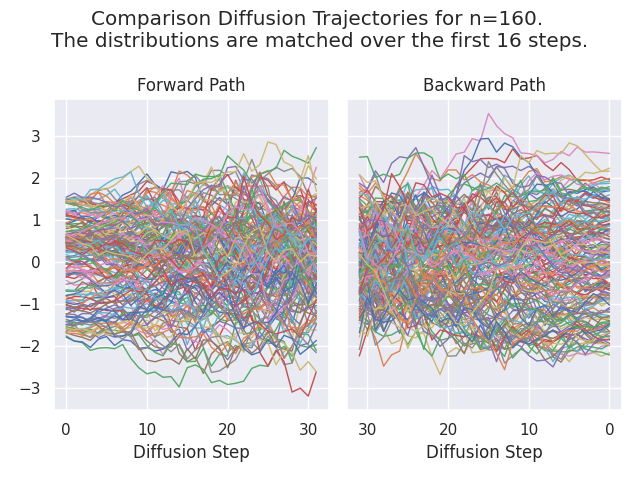 Comparison Diffusion Trajectories for n=160.
The distributions are matched over the first 16 steps.
Forward Path
Backward Path
3
2
1
0
−1
−2
−3
0 10 20 30
30 20 10 0
Diffusion Step
Diffusion Step